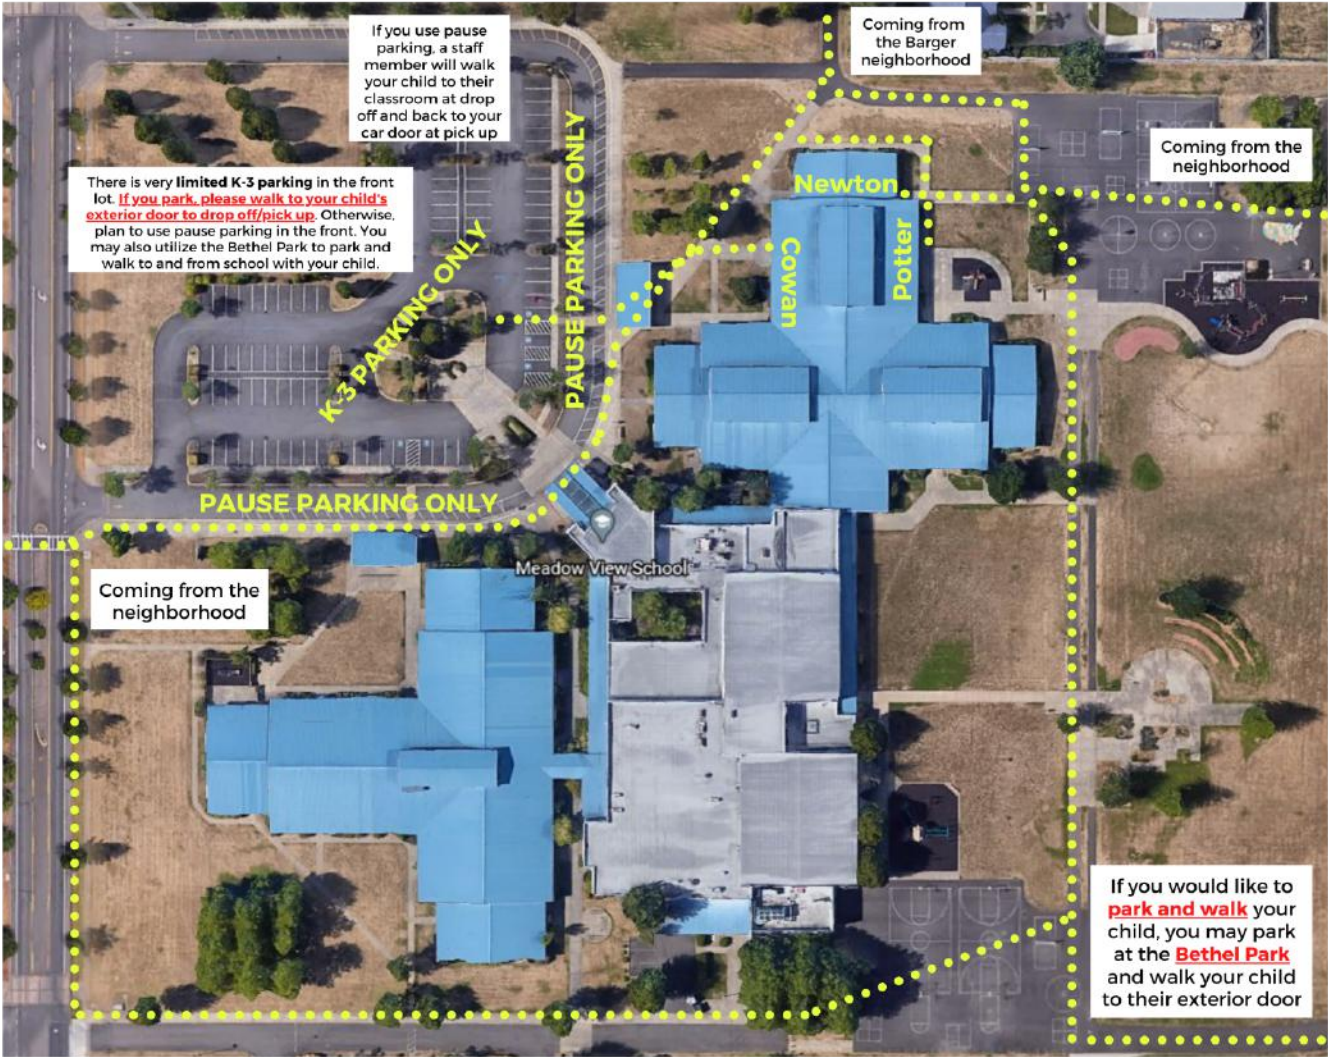 If you use pause
parking, a staff
member will walk
your child to their
classroom at drop
off and back to your
car door at pick up
Coming from
the Barger
neighborhood
Coming from the
neighborhood
There is very limited K-3 parking in the front
lot. If you park, please walk to your child's
exterior door to drop off/pick up. Otherwise,
plan to use pause parking in the front. You
may also utilize the Bethel Park to park and
walk to and from school with your child.
K-3 PARKING ONLY
PAUSE PARKING ONLY
Newton
Cowan
Potter
PAUSE PARKING ONLY
Meadow View School
Coming from the
neighborhood
If you would like to
park and walk your
child, you may park
at the Bethel Park
and walk your child
to their exterior door